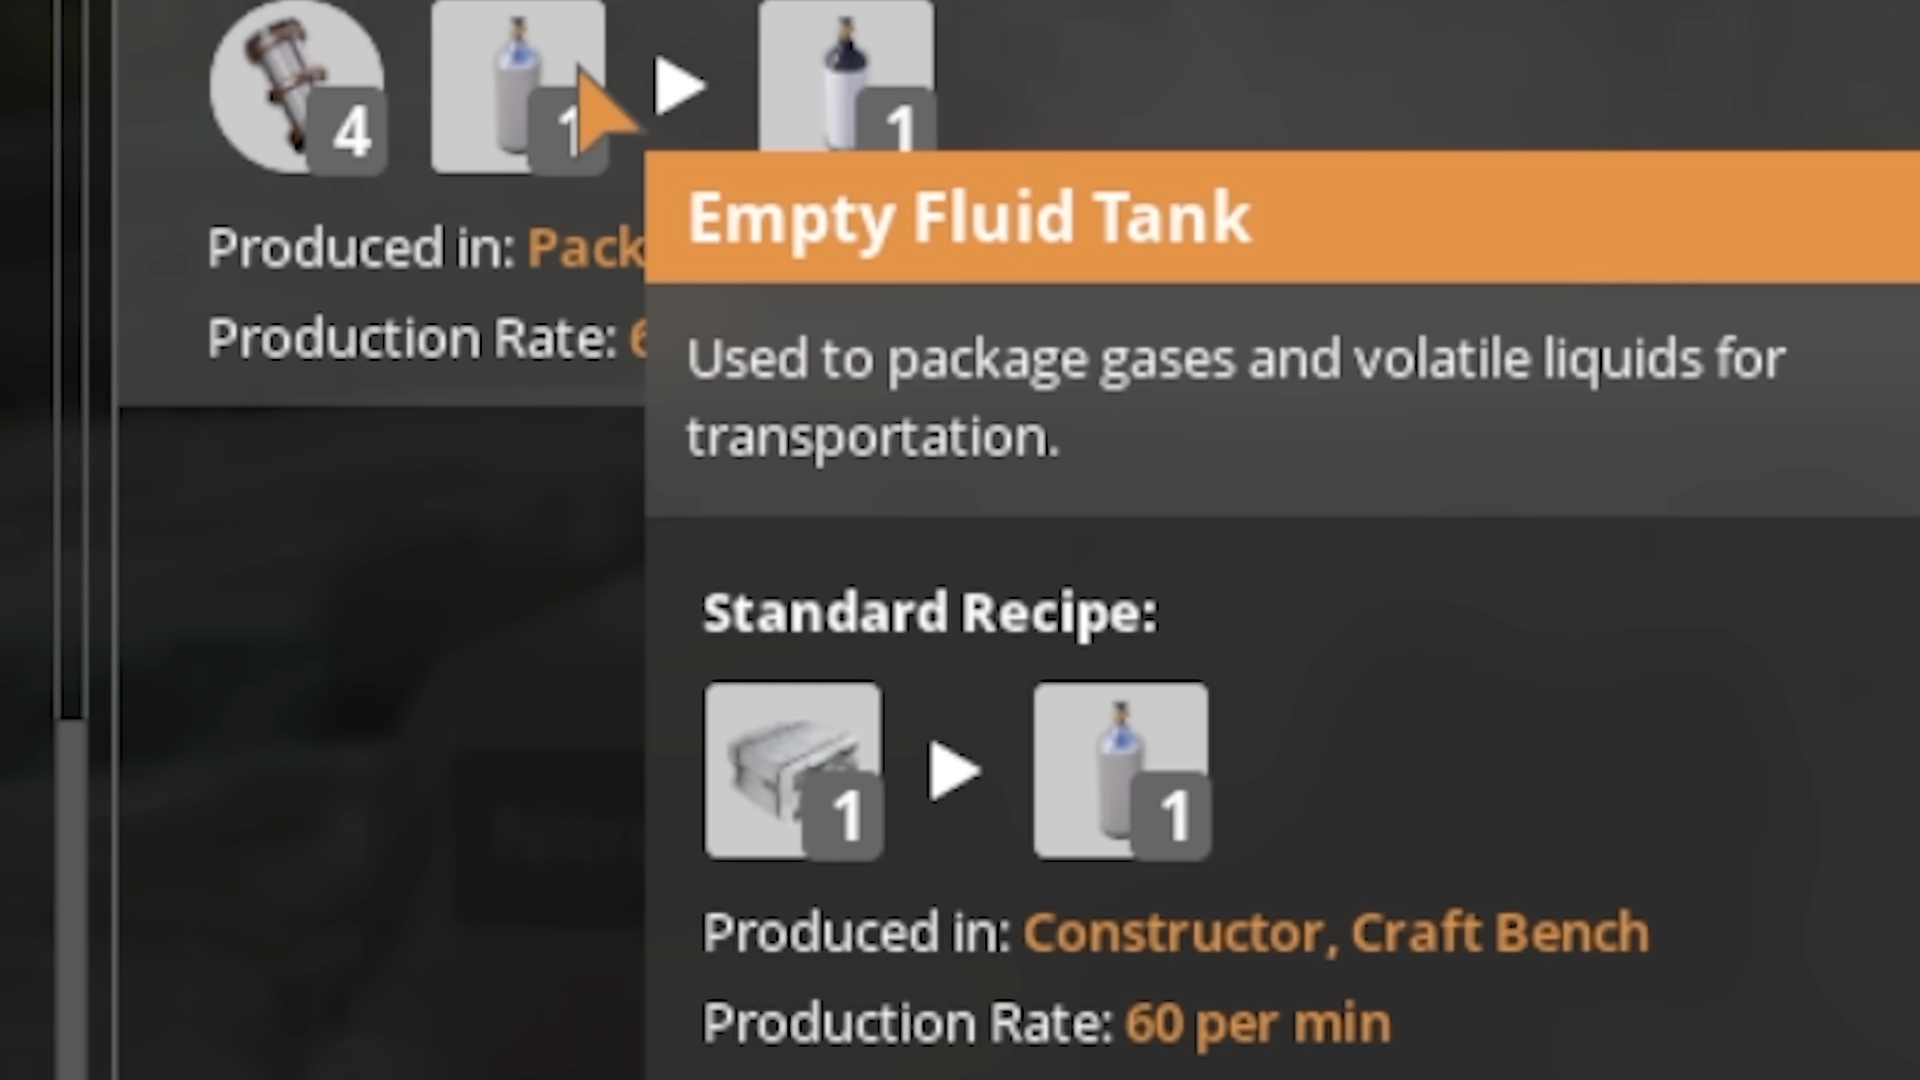 4 1 1
Empty Fluid Tank
Produced in: Pack
Production Rate: 6
Used to package gases and volatile liquids for
transportation.
Standard Recipe:
1 1
Produced in: Constructor, Craft Bench
Production Rate: 60 per min